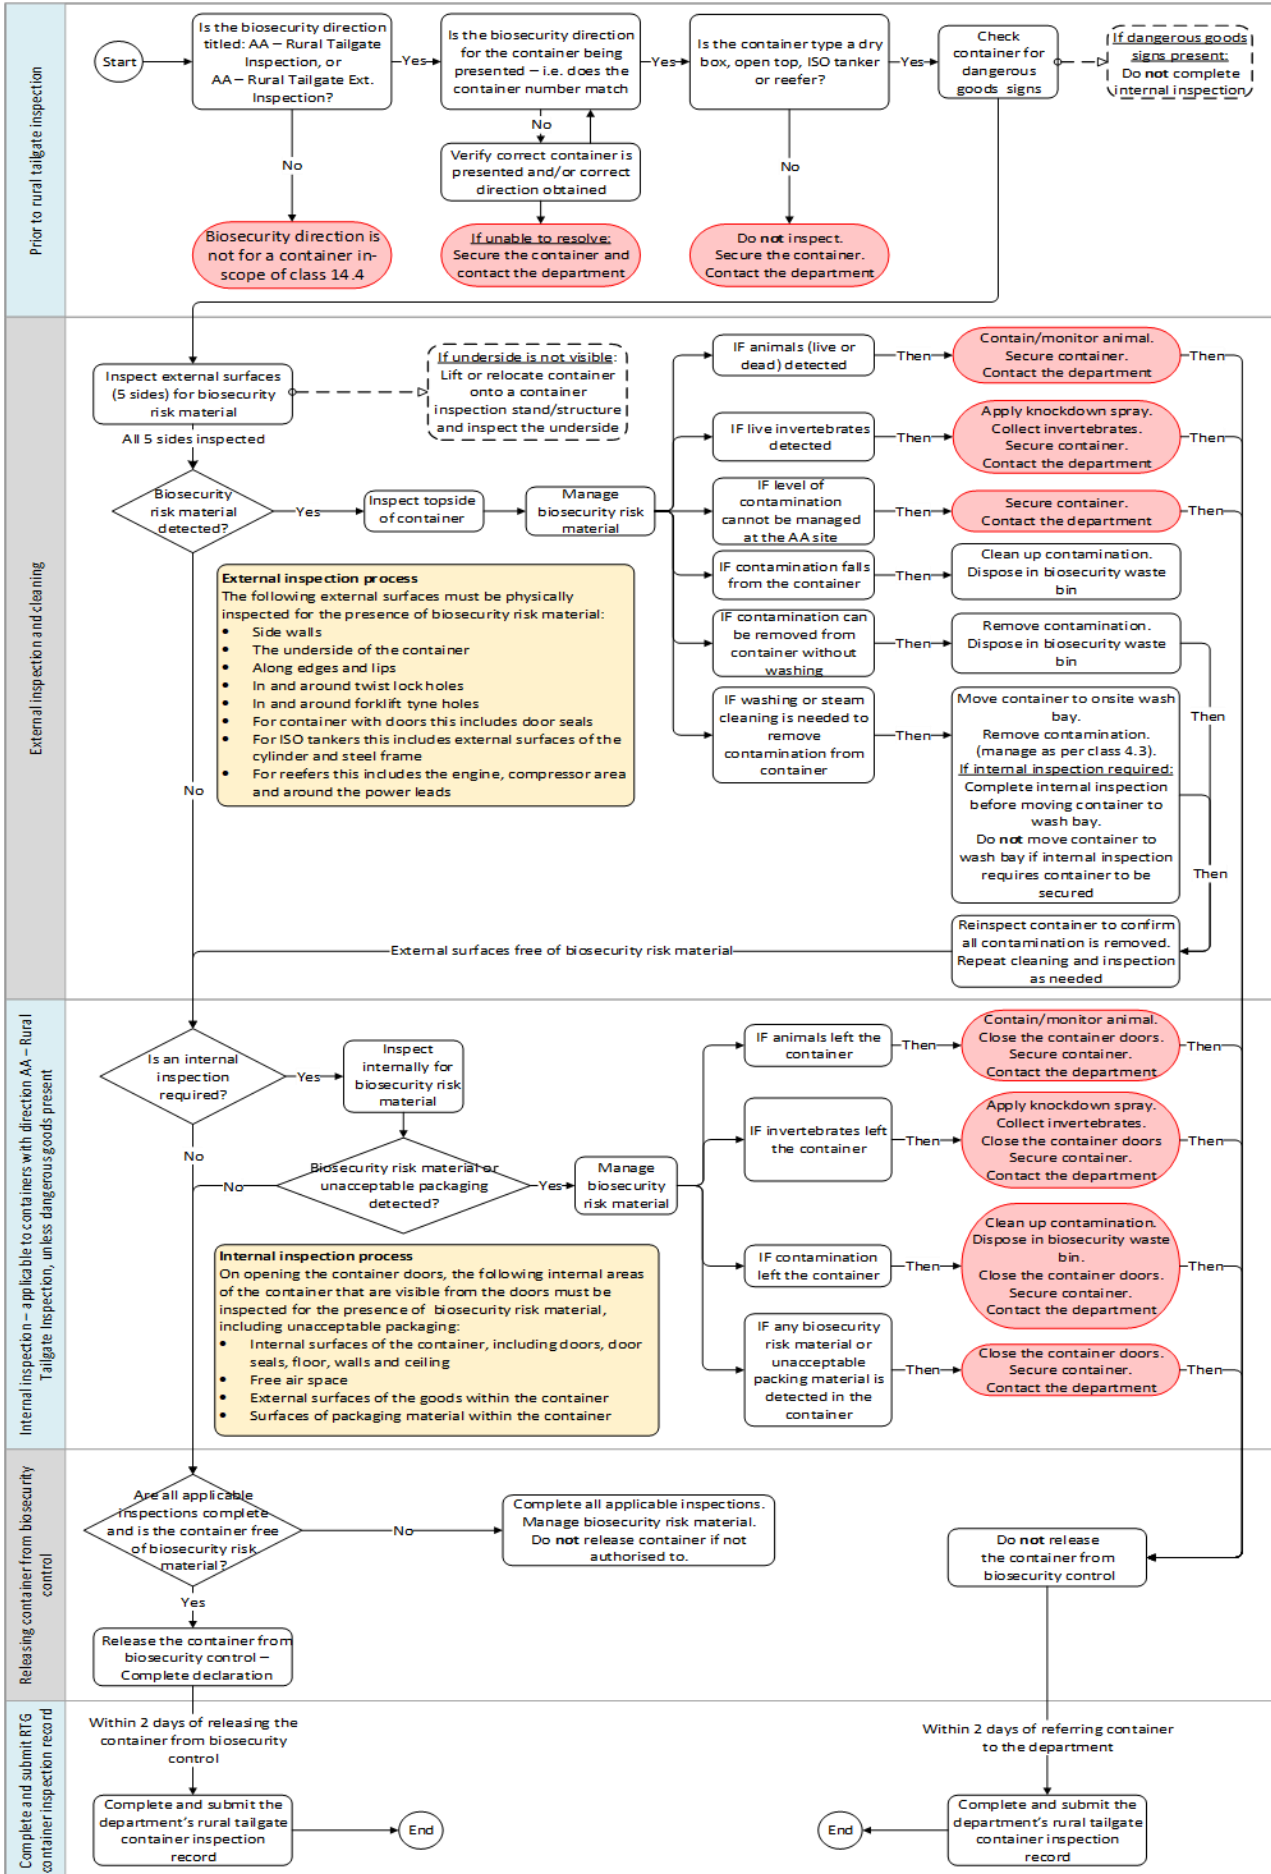 Prior to rural tailgate inspection
Start
Is the biosecurity direction
titled: AA – Rural Tailgate
Inspection, or
AA – Rural Tailgate Ext.
Inspection?
Yes
Is the biosecurity direction
for the container being
presented – i.e. does the
container number match
Yes
Is the container type a dry
box, open top, ISO tanker
or reefer?
Yes
Check
container for
dangerous
goods signs
If dangerous goods
signs present:
Do not complete
internal inspection
No
No
Verify correct container is
presented and/or correct
direction obtained
No
Biosecurity direction is
not for a container in-
scope of class 14.4
If unable to resolve:
Secure the container and
contact the department
Do not inspect.
Secure the container.
Contact the department
External inspection and cleaning
Inspect external surfaces
(5 sides) for biosecurity
risk material
If underside is not visible:
Lift or relocate container
onto a container
inspection stand/structure
and inspect the underside
All 5 sides inspected
Biosecurity
risk material
detected?
Yes
Inspect topside
of container
Manage
biosecurity risk
material
IF animals (live or
dead) detected
Then
Contain/monitor animal.
Secure container.
Contact the department
Then
IF live invertebrates
detected
Then
Apply knockdown spray.
Collect invertebrates.
Secure container.
Contact the department
Then
IF level of
contamination
cannot be managed
at the AA site
Then
Secure container.
Contact the department
Then
IF contamination falls
from the container
Then
Clean up contamination.
Dispose in biosecurity waste
bin
IF contamination can
be removed from
container without
washing
Then
Remove contamination.
Dispose in biosecurity waste
bin
Then
IF washing or steam
cleaning is needed to
remove
contamination from
container
Then
Move container to onsite wash
bay.
Remove contamination.
(manage as per class 4.3).
If internal inspection required:
Complete internal inspection
before moving container to
wash bay.
Do not move container to
wash bay if internal inspection
requires container to be
secured
Then
External inspection process
The following external surfaces must be physically
inspected for the presence of biosecurity risk material:
• Side walls
• The underside of the container
• Along edges and lips
• In and around twist lock holes
• In and around forklift tyne holes
• For container with doors this includes door seals
• For ISO tankers this includes external surfaces of the
cylinder and steel frame
• For reefers this includes the engine, compressor area
and around the power leads
No
Reinspect container to confirm
all contamination is removed.
Repeat cleaning and inspection
as needed
External surfaces free of biosecurity risk material
Internal inspection – applicable to containers with direction AA – Rural
Tailgate Inspection, unless dangerous goods present
Is an internal
inspection
required?
Yes
Inspect
internally for
biosecurity risk
material
No
Biosecurity risk material or
unacceptable packaging
detected?
No
Yes
Manage
biosecurity
risk material
IF animals left the
container
Then
Contain/monitor animal.
Close the container doors.
Secure container.
Contact the department
Then
IF invertebrates left
the container
Then
Apply knockdown spray.
Collect invertebrates.
Close the container doors
Secure container.
Contact the department
Then
IF contamination
left the container
Then
Clean up contamination.
Dispose in biosecurity waste
bin.
Close the container doors.
Secure container.
Contact the department
Then
IF any biosecurity
risk material or
unacceptable
packing material is
detected in the
container
Then
Close the container doors.
Secure container.
Contact the department
Then
Internal inspection process
On opening the container doors, the following internal areas
of the container that are visible from the doors must be
inspected for the presence of biosecurity risk material,
including unacceptable packaging:
• Internal surfaces of the container, including doors, door
seals, floor, walls and ceiling
• Free air space
• External surfaces of the goods within the container
• Surfaces of packaging material within the container
Releasing container from biosecurity
control
Are all applicable
inspections complete
and is the container free
of biosecurity risk
material?
No
Complete all applicable inspections.
Manage biosecurity risk material.
Do not release container if not
authorised to.
Do not release
the container from
biosecurity control
Yes
Release the container from
biosecurity control –
Complete declaration
Complete and submit RTG
container inspection record
Within 2 days of releasing the
container from biosecurity
control
Within 2 days of referring container
to the department
Complete and submit the
department's rural tailgate
container inspection
record
End
End
Complete and submit the
department's rural tailgate
container inspection
record